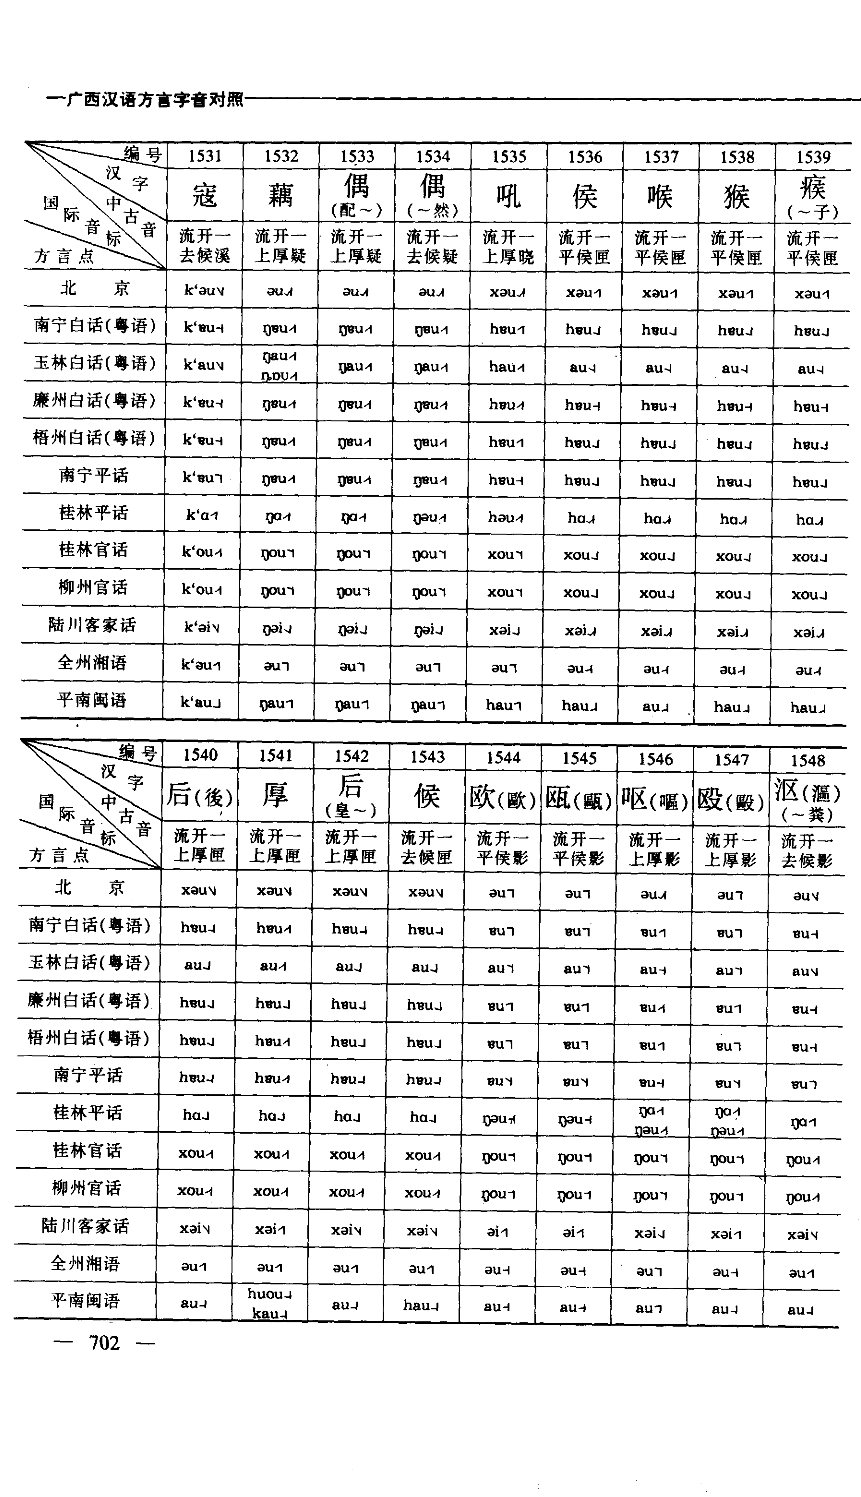 一广西汉语方言字音对照
编号 1531 1532 1533 1534 1535 1536 1537 1538 1539
汉字 寇 藕 偶(配～) 偶(～然) 吼 侯 喉 猴 瘊(～子)
国际音标 中古音 流开一 流开一 流开一 流开一 流开一 流开一 流开一 流开一 流开一
方言点 去候溪 上厚疑 上厚疑 去候疑 上厚晓 平侯匣 平侯匣 平侯匣 平侯匣
北京 k‘əu əu əu əu xəu xəu xəu xəu xəu
南宁白话(粤语) k‘ɐu ŋɐu ŋɐu ŋɐu hɐu hɐu hɐu hɐu hɐu
玉林白话(粤语) k‘au ŋau ŋɒu ŋau ŋau hau au au au au
廉州白话(粤语) k‘ɐu ŋɐu ŋɐu ŋɐu hɐu hɐu hɐu hɐu hɐu
梧州白话(粤语) k‘ɐu ŋɐu ŋɐu ŋɐu hɐu hɐu hɐu hɐu hɐu
南宁平话 k‘ɐu ŋɐu ŋɐu ŋɐu hɐu hɐu hɐu hɐu hɐu
桂林平话 k‘ɑ ŋɑ ŋɑ ŋəu həu hɑ hɑ hɑ hɑ
桂林官话 k‘ou ŋou ŋou ŋou xou xou xou xou xou
柳州官话 k‘ou ŋou ŋou ŋou xou xou xou xou xou
陆川客家话 k‘əi ŋəi ŋəi ŋəi xəi xəi xəi xəi xəi
全州湘语 k‘əu əu əu əu əu əu əu əu əu
平南闽语 k‘au ŋau ŋau ŋau hau hau au hau hau
编号 1540 1541 1542 1543 1544 1545 1546 1547 1548
汉字 后(後) 厚 后(皇～) 候 欧(歐) 瓯(甌) 呕(嘔) 殴(毆) 沤(漚)(～粪)
国际音标 中古音 流开一 流开一 流开一 流开一 流开一 流开一 流开一 流开一 流开一
方言点 上厚匣 上厚匣 上厚匣 去候匣 平侯影 平侯影 上厚影 上厚影 去候影
北京 xəu xəu xəu xəu əu əu əu əu əu
南宁白话(粤语) hɐu hɐu hɐu hɐu ɐu ɐu ɐu ɐu ɐu
玉林白话(粤语) au au au au au au au au au
廉州白话(粤语) hɐu hɐu hɐu hɐu ɐu ɐu ɐu ɐu ɐu
梧州白话(粤语) hɐu hɐu hɐu hɐu ɐu ɐu ɐu ɐu ɐu
南宁平话 hɐu hɐu hɐu hɐu ɐu ɐu ɐu ɐu ɐu
桂林平话 hɑ hɑ hɑ hɑ ŋəu ŋəu ŋɑ ŋəu ŋɑ ŋəu ŋɑ
桂林官话 xou xou xou xou ŋou ŋou ŋou ŋou ŋou
柳州官话 xou xou xou xou ŋou ŋou ŋou ŋou ŋou
陆川客家话 xəi xəi xəi xəi əi əi xəi xəi xəi
全州湘语 əu əu əu əu əu əu əu əu əu
平南闽语 au huou kau au hau au au au au au
— 702 —